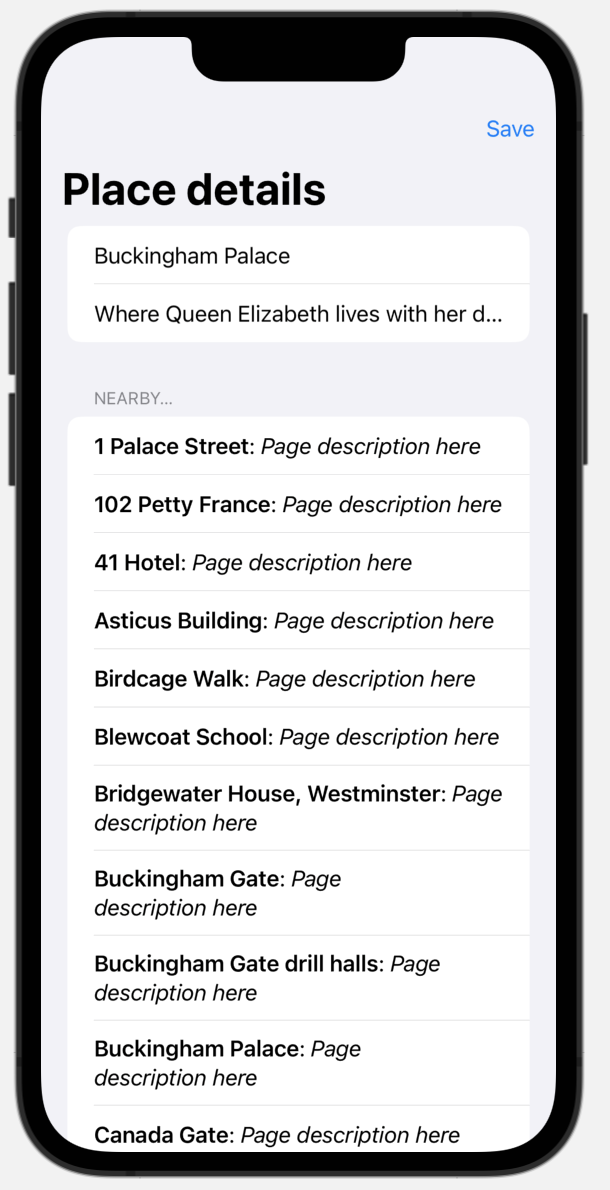 Save
Place details
Buckingham Palace
Where Queen Elizabeth lives with her d...
NEARBY...
1 Palace Street: Page description here
102 Petty France: Page description here
41 Hotel: Page description here
Asticus Building: Page description here
Birdcage Walk: Page description here
Blewcoat School: Page description here
Bridgewater House, Westminster: Page
description here
Buckingham Gate: Page
description here
Buckingham Gate drill halls: Page
description here
Buckingham Palace: Page
description here
Canada Gate: Page description here